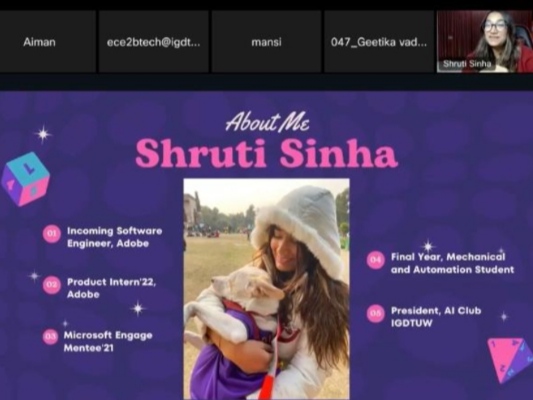 Aiman
ece2btech@igdt...
mansi
047_Geetika vad...
Shruti Sinha
About Me
Shruti Sinha
01
Incoming Software
Engineer, Adobe
02
Product Intern'22,
Adobe
03
Microsoft Engage
Mentee'21
04
Final Year, Mechanical
and Automation Student
05
President, AI Club
IGDTUW